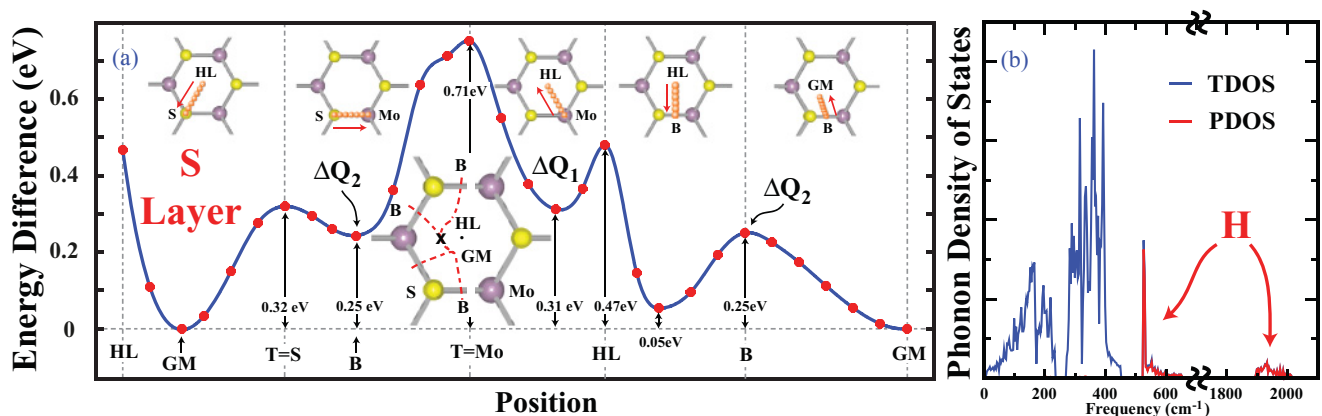 Energy Difference (eV)
0.6
0.4
0.2
0
(a)
HL
S
S
Mo
HL
Mo
HL
B
GM
B
S
Layer
ΔQ2
ΔQ1
ΔQ2
0.71eV
B
B
HL
x
GM
S
Mo
B
0.32 eV
0.25 eV
0.31 eV
0.47eV
0.05eV
0.25eV
HL
GM
T=S
B
T=Mo
HL
B
GM
Position
Phonon Density of States
(b)
TDOS
PDOS
H
0
200
400
600
1800
2000
Frequency (cm-1)